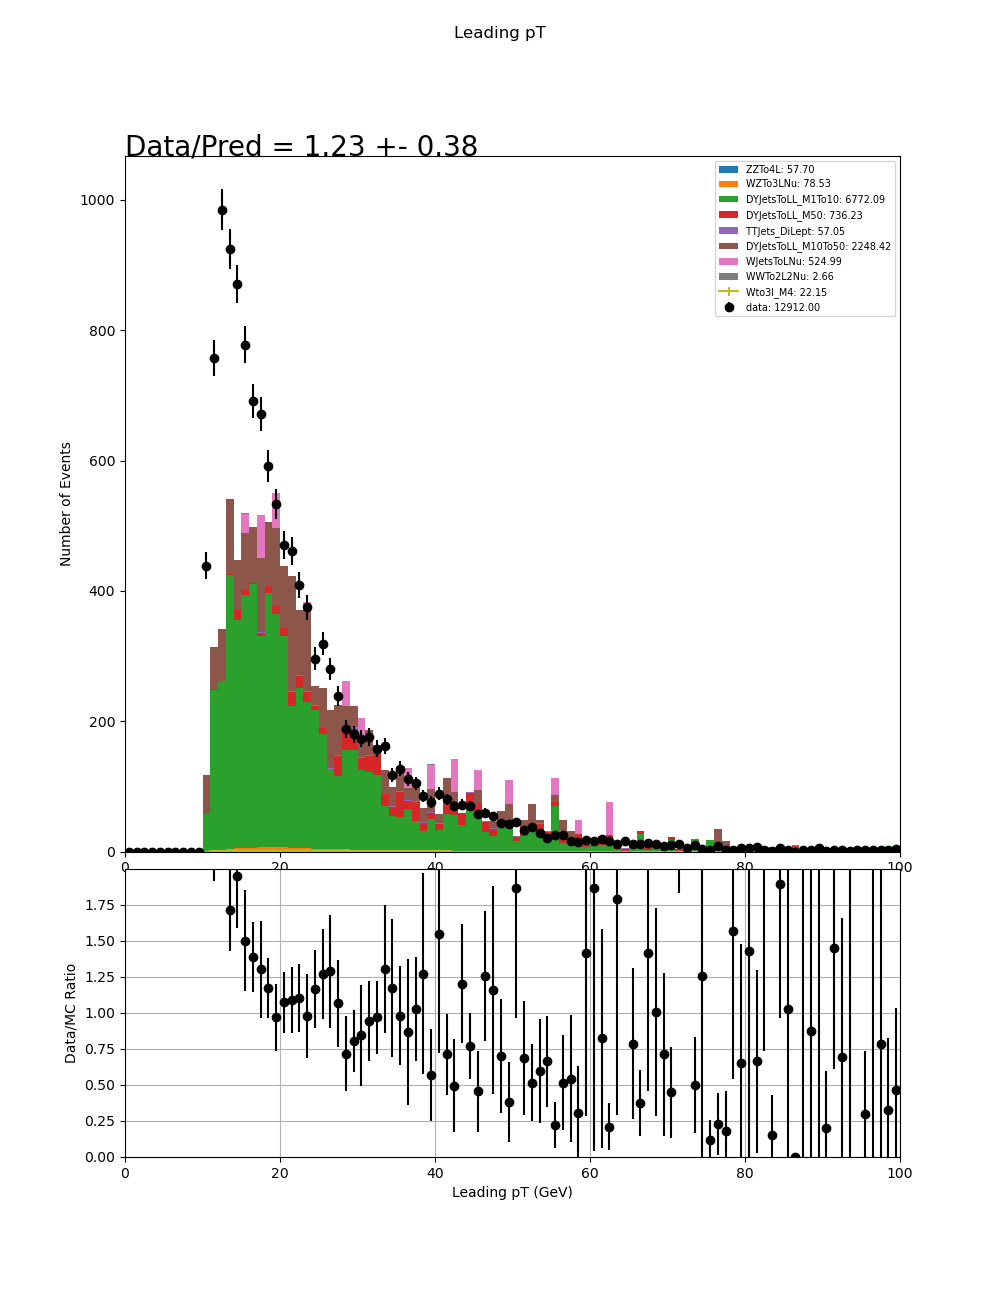 Leading pT
Data/Pred = 1.23 +- 0.38
ZZTo4L: 57.70
WZTo3LNu: 78.53
DYJetsToLL_M1To10: 6772.09
DYJetsToLL_M50: 736.23
TTJets_DiLept: 57.05
DYJetsToLL_M10To50: 2248.42
WJetsToLNu: 524.99
WWTo2L2Nu: 2.66
Wto3l_M4: 22.15
data: 12912.00
1000
800
600
400
200
0
Number of Events
0 20 40 60 80 100
1.75
1.50
1.25
1.00
0.75
0.50
0.25
0.00
Data/MC Ratio
0 20 40 60 80 100
Leading pT (GeV)